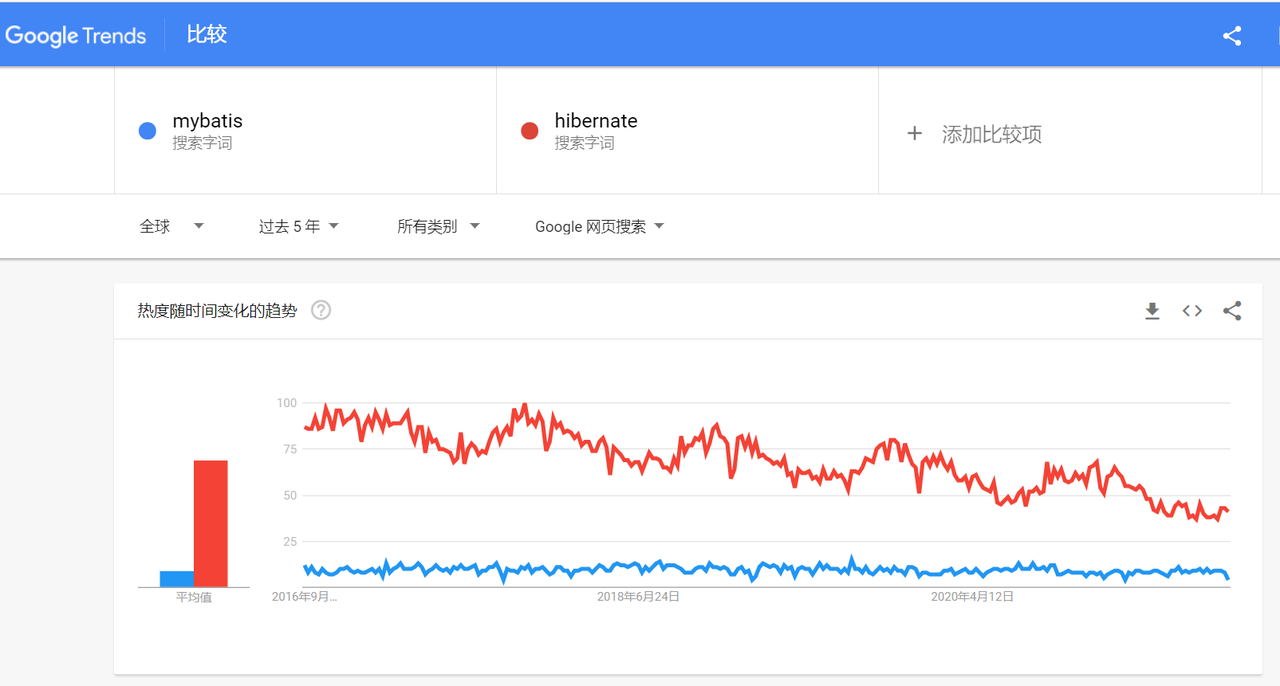 Google Trends 比较
mybatis
搜索字词
hibernate
搜索字词
+ 添加比较项
全球 过去 5 年 所有类别 Google 网页搜索
热度随时间变化的趋势 ?
100
75
50
25
平均值
2016年9月...
2018年6月24日
2020年4月12日